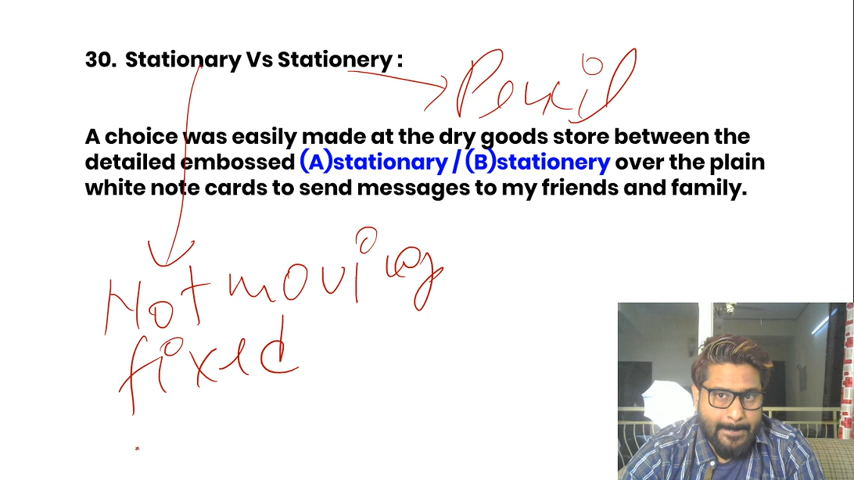 30. Stationary Vs Stationery :
Pencil
A choice was easily made at the dry goods store between the
detailed embossed (A)stationary / (B)stationery over the plain
white note cards to send messages to my friends and family.
Not moving
fixed